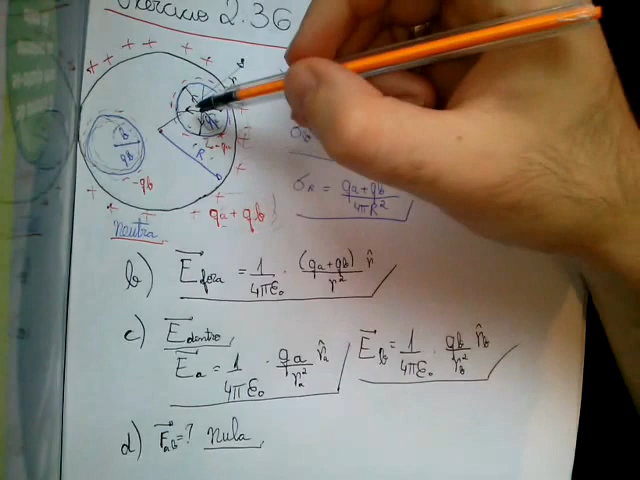 Exercício 2.36
qb
-qa
R
-qb
qa + qb
Neutra
σR = qa+qb / 4πR²
b) E fora = 1/4πε₀ · (qa+qb)/r² r̂
c) E dentro
Ea = 1/4πε₀ · qa/ra² r̂a
Eb = 1/4πε₀ · qb/rb² r̂b
d) Fab = ? nula